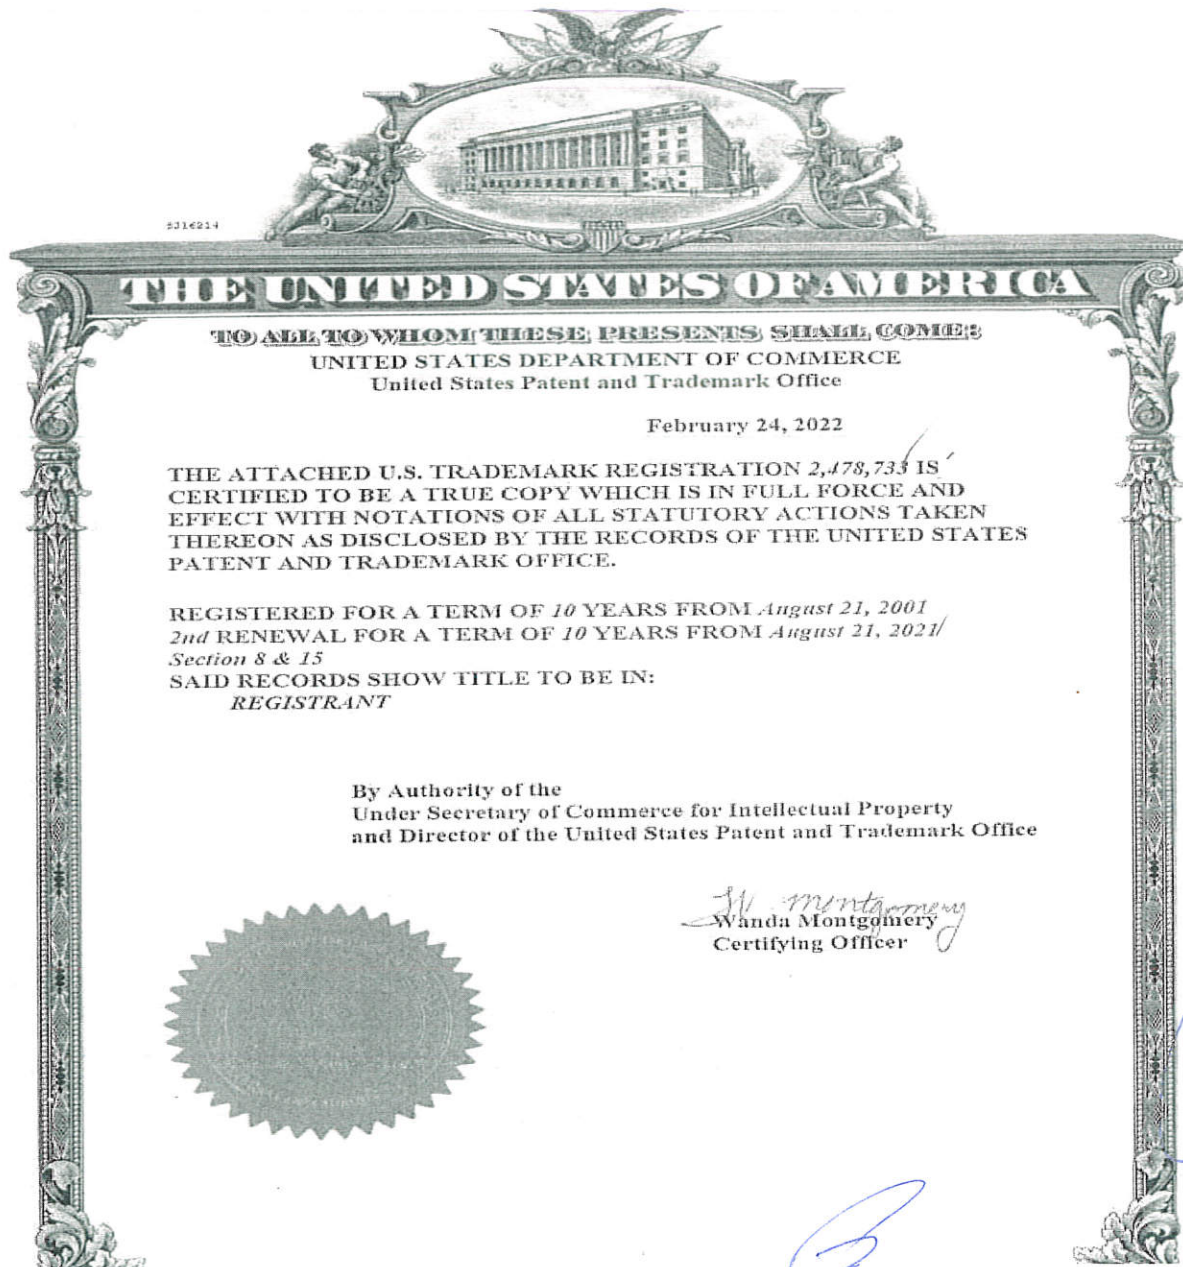 THE UNITED STATES OF AMERICA
TO ALL TO WHOM THESE PRESENTS SHALL COME:
UNITED STATES DEPARTMENT OF COMMERCE
United States Patent and Trademark Office
February 24, 2022
THE ATTACHED U.S. TRADEMARK REGISTRATION 2,478,733 IS
CERTIFIED TO BE A TRUE COPY WHICH IS IN FULL FORCE AND
EFFECT WITH NOTATIONS OF ALL STATUTORY ACTIONS TAKEN
THEREON AS DISCLOSED BY THE RECORDS OF THE UNITED STATES
PATENT AND TRADEMARK OFFICE.
REGISTERED FOR A TERM OF 10 YEARS FROM August 21, 2001
2nd RENEWAL FOR A TERM OF 10 YEARS FROM August 21, 2021/
Section 8 & 15
SAID RECORDS SHOW TITLE TO BE IN:
REGISTRANT
By Authority of the
Under Secretary of Commerce for Intellectual Property
and Director of the United States Patent and Trademark Office
W. Montgomery
Wanda Montgomery
Certifying Officer